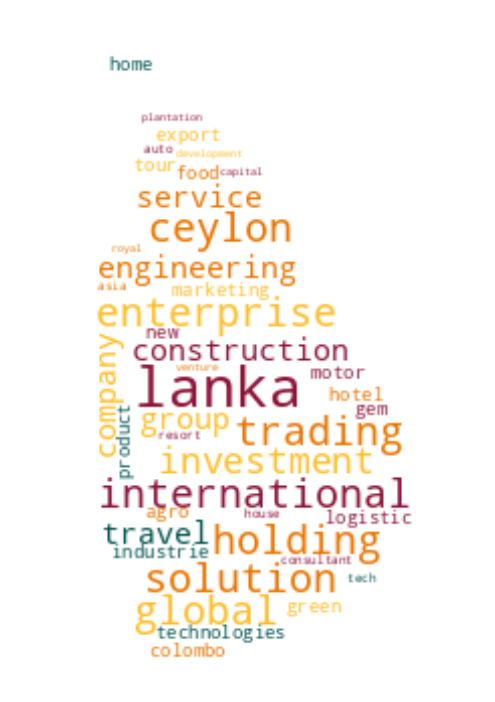 home
plantation
export
auto
development
tour
food
capital
service
ceylon
royal
engineering
asia
marketing
enterprise
new
construction
company
venture
lanka
motor
hotel
gem
product
group
trading
resort
investment
international
agro
house
logistic
travel
holding
industrie
consultant
solution
tech
global
green
technologies
colombo